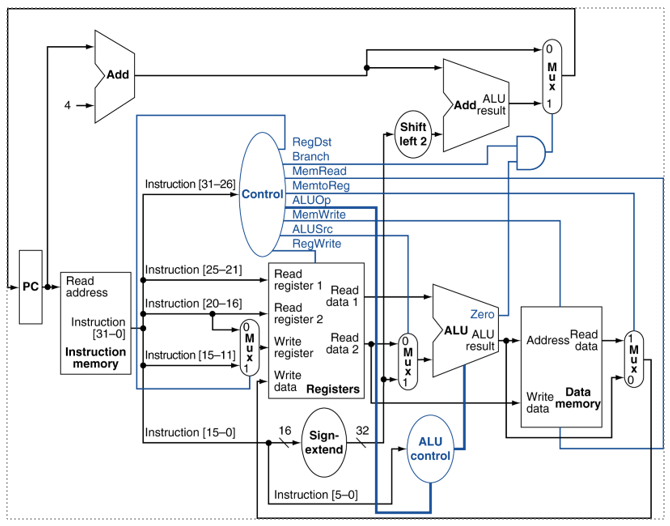 Add
4
0
M
u
x
1
Add ALU
result
Shift
left 2
RegDst
Branch
MemRead
MemtoReg
ALUOp
MemWrite
ALUSrc
RegWrite
Instruction [31–26]
Control
PC
Read
address
Instruction
[31–0]
Instruction
memory
Instruction [25–21]
Instruction [20–16]
Instruction [15–11]
0
M
u
x
1
Read
register 1
Read
register 2
Write
register
Write
data
Read
data 1
Read
data 2
Registers
0
M
u
x
1
Zero
ALU ALU
result
Address
Read
data
Write
data
Data
memory
1
M
u
x
0
Instruction [15–0]
16
Sign-
extend
32
ALU
control
Instruction [5–0]